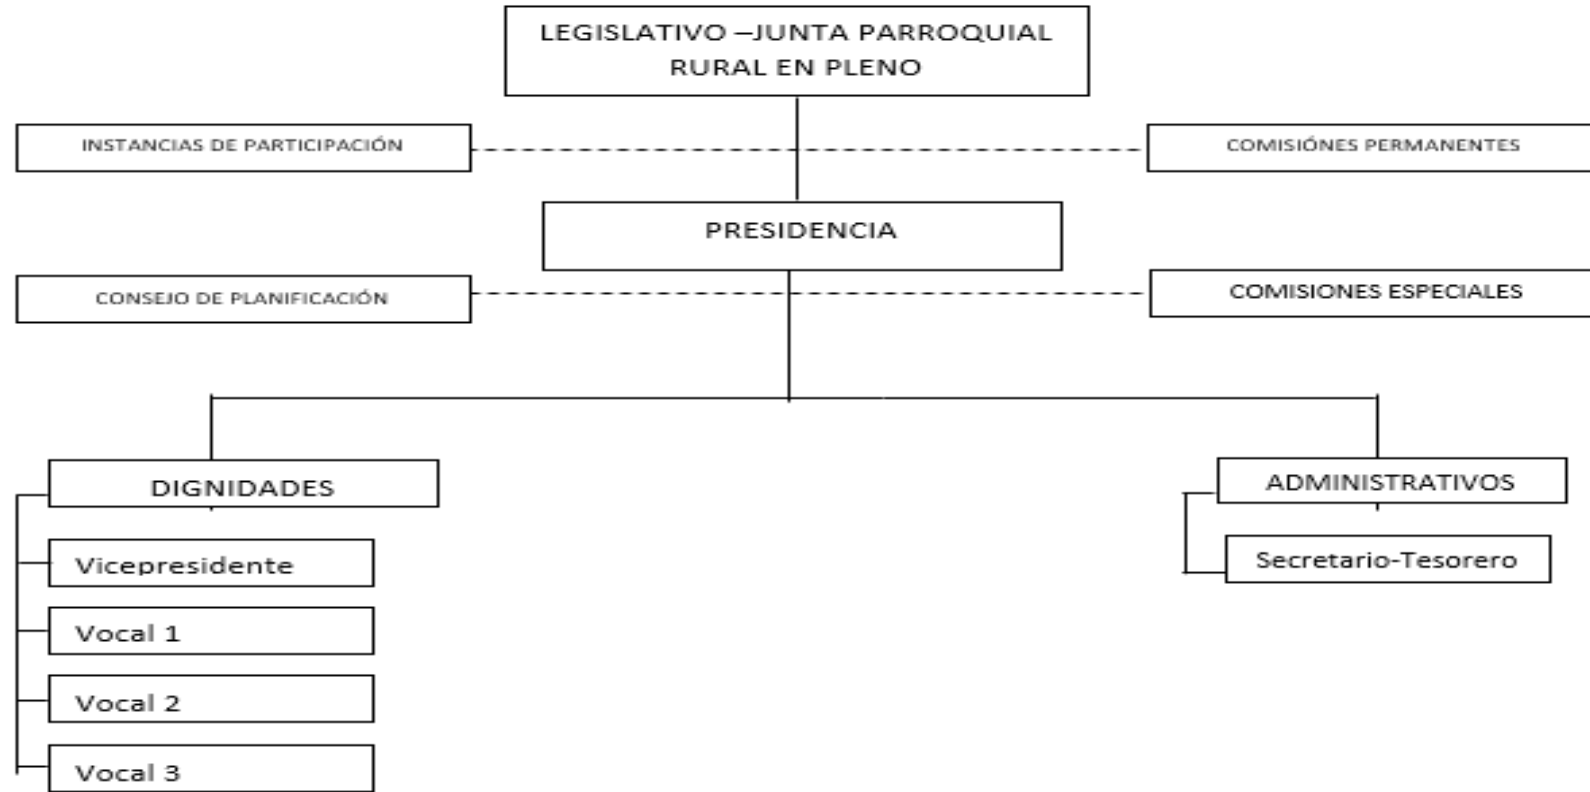 LEGISLATIVO –JUNTA PARROQUIAL
RURAL EN PLENO
INSTANCIAS DE PARTICIPACIÓN
COMISIÓNES PERMANENTES
PRESIDENCIA
CONSEJO DE PLANIFICACIÓN
COMISIONES ESPECIALES
DIGNIDADES
ADMINISTRATIVOS
Vicepresidente
Secretario-Tesorero
Vocal 1
Vocal 2
Vocal 3